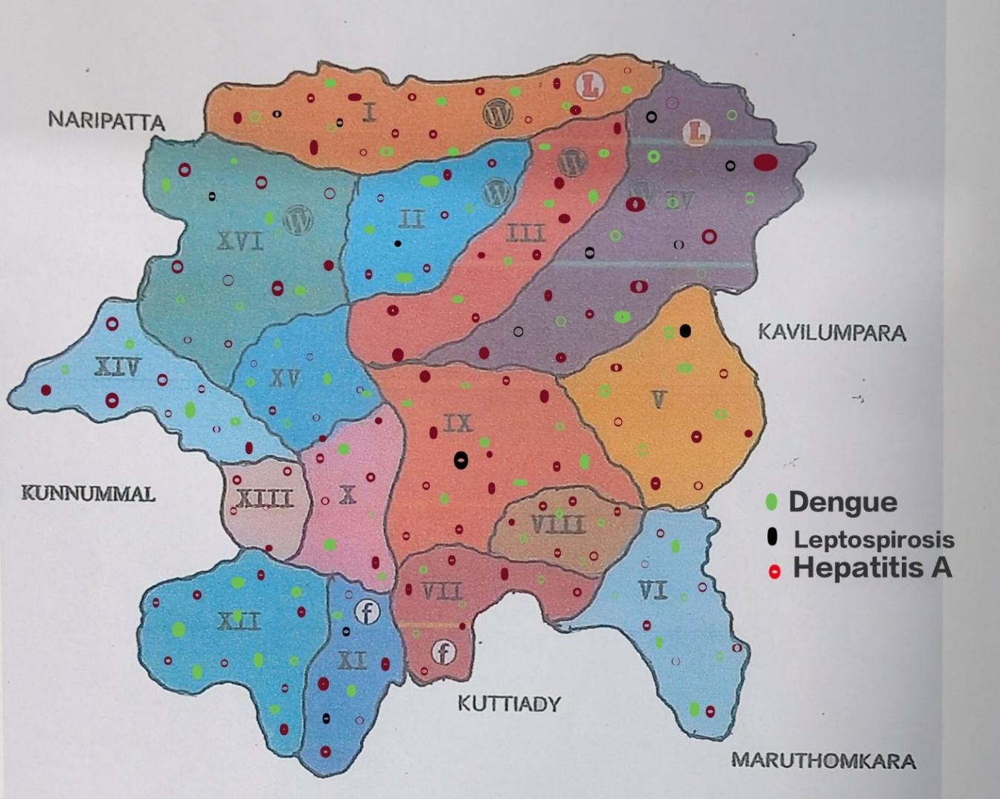 L
I
W
NARIPATTA
L
W
W
W
IV
II
W
III
XVI
KAVILUMPARA
XIV
XV
V
IX
KUNNUMMAL
XIII
X
Dengue
VIII
Leptospirosis
Hepatitis A
VI
VII
f
XII
f
XI
KUTTIADY
MARUTHOMKARA